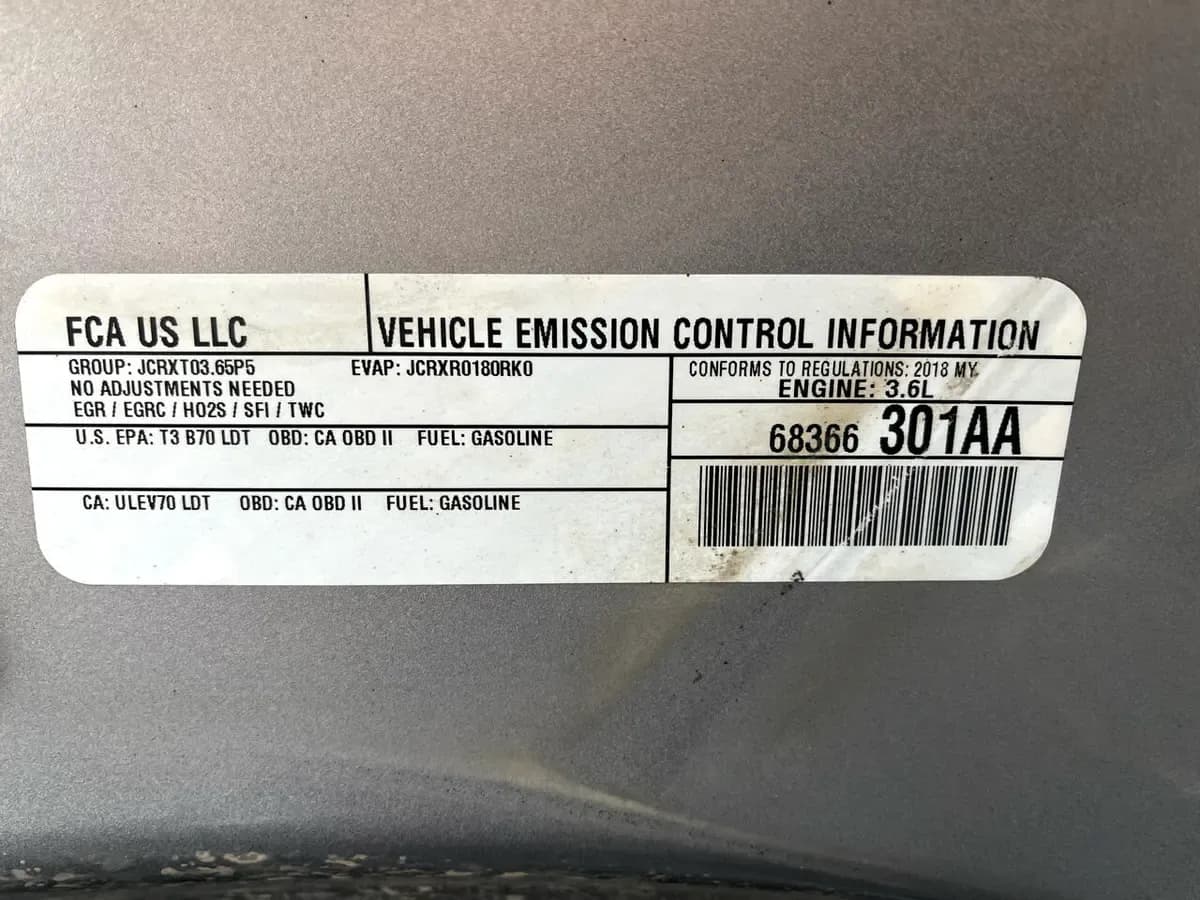 FCA US LLC
VEHICLE EMISSION CONTROL INFORMATION
GROUP: JCRXT03.65P5 EVAP: JCRXR0180RK0
NO ADJUSTMENTS NEEDED
EGR / EGRC / HO2S / SFI / TWC
U.S. EPA: T3 B70 LDT OBD: CA OBD II FUEL: GASOLINE
CA: ULEV70 LDT OBD: CA OBD II FUEL: GASOLINE
CONFORMS TO REGULATIONS: 2018 MY
ENGINE: 3.6L
68366 301AA